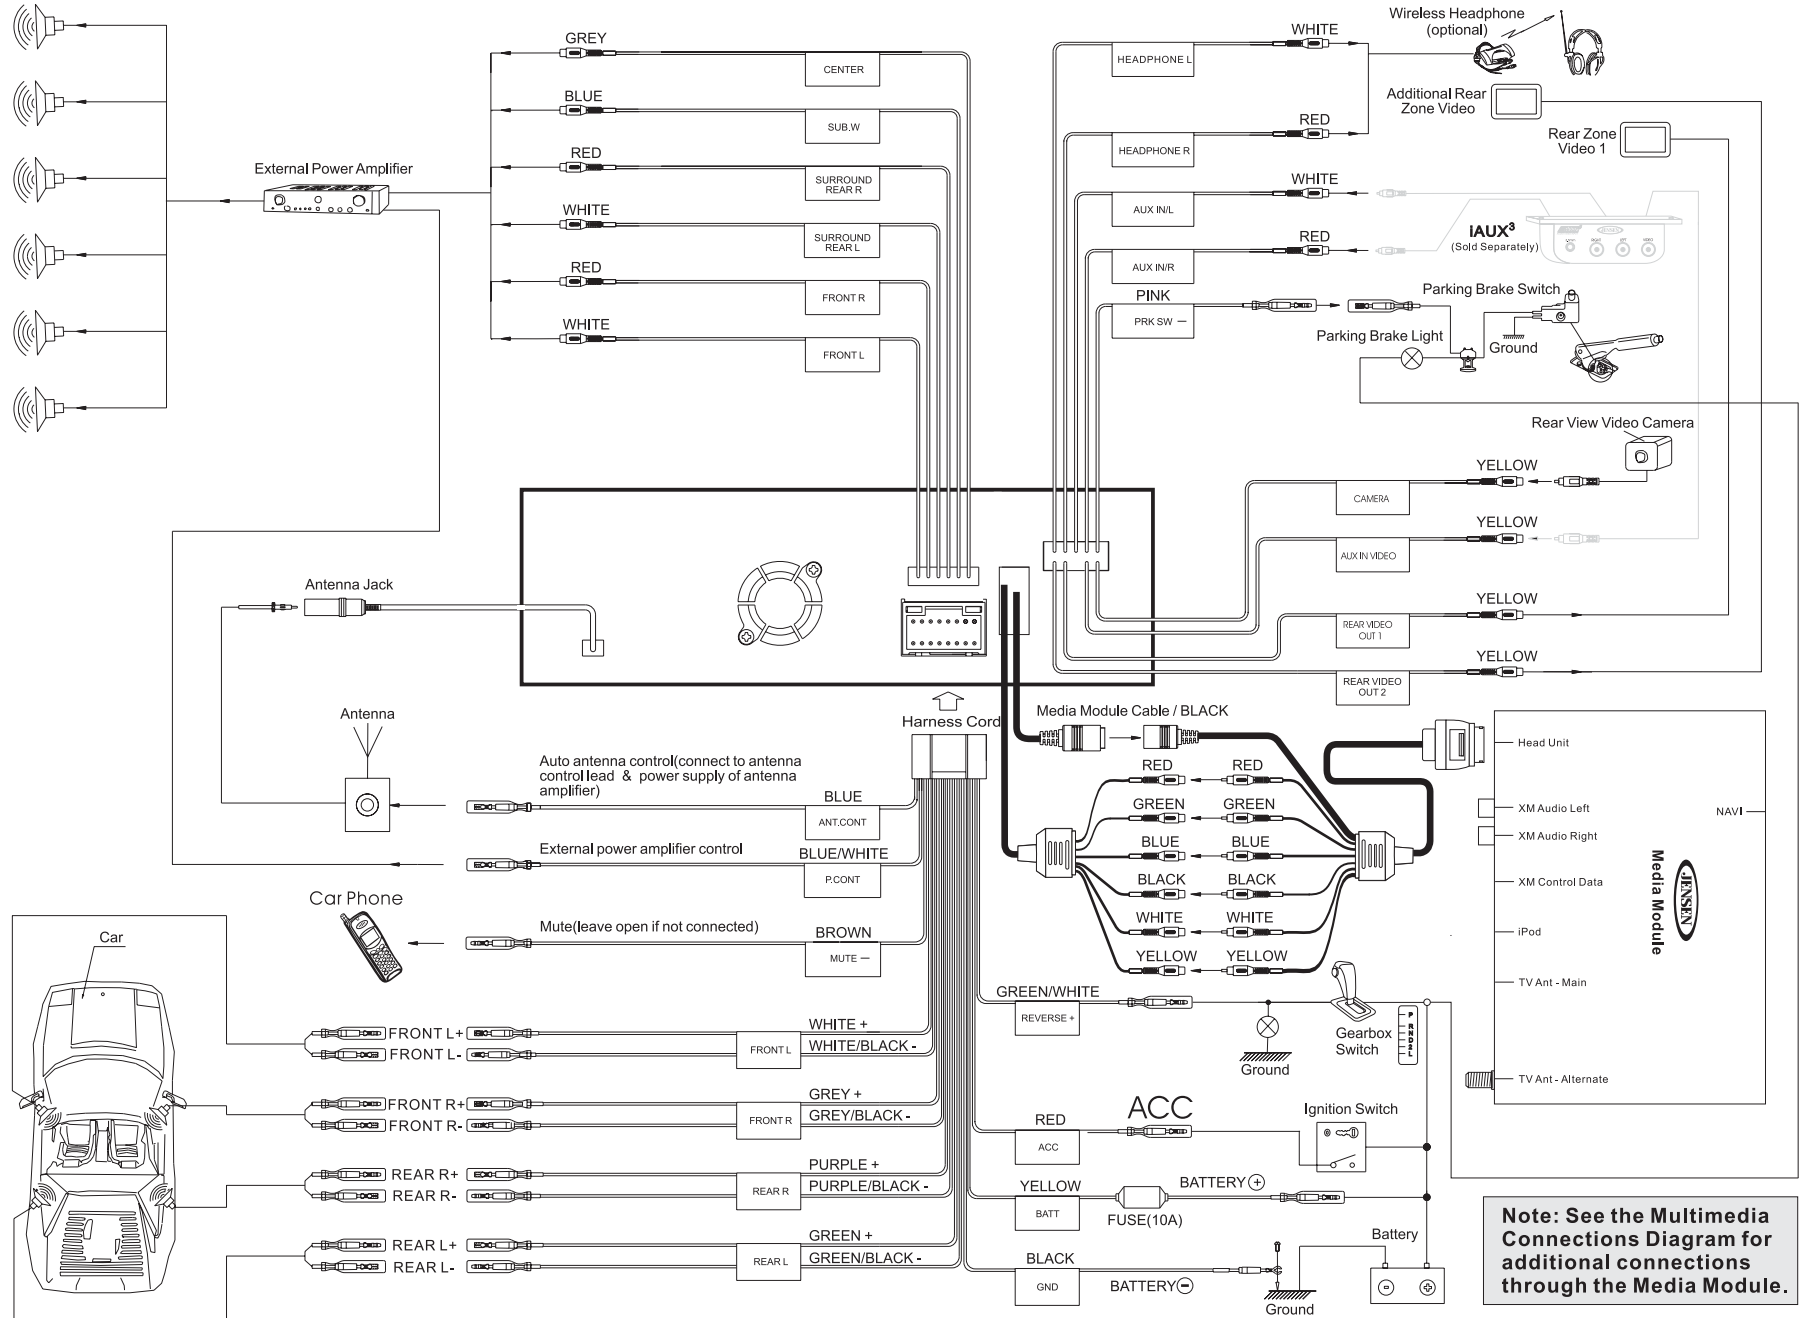 External Power Amplifier
GREY
CENTER
BLUE
SUB.W
RED
SURROUND
REAR R
WHITE
SURROUND
REAR L
RED
FRONT R
WHITE
FRONT L
WHITE
HEADPHONE L
RED
HEADPHONE R
WHITE
AUX IN/L
RED
AUX IN/R
PINK
PRK SW −
Wireless Headphone
(optional)
Additional Rear
Zone Video
Rear Zone
Video 1
iAUX³
(Sold Separately)
JENSEN
Parking Brake Switch
Parking Brake Light
Ground
Rear View Video Camera
YELLOW
CAMERA
YELLOW
AUX IN VIDEO
YELLOW
REAR VIDEO
OUT 1
YELLOW
REAR VIDEO
OUT 2
Antenna Jack
Antenna
Harness Cord
Auto antenna control(connect to antenna
control lead & power supply of antenna
amplifier)
BLUE
ANT.CONT
External power amplifier control
BLUE/WHITE
P.CONT
Car Phone
Mute(leave open if not connected)
BROWN
MUTE −
Car
FRONT L+
FRONT L-
WHITE +
WHITE/BLACK -
FRONT L
FRONT R+
FRONT R-
GREY +
GREY/BLACK -
FRONT R
REAR R+
REAR R-
PURPLE +
PURPLE/BLACK -
REAR R
REAR L+
REAR L-
GREEN +
GREEN/BLACK -
REAR L
Media Module Cable / BLACK
RED RED
GREEN GREEN
BLUE BLUE
BLACK BLACK
WHITE WHITE
YELLOW YELLOW
GREEN/WHITE
REVERSE +
Ground
Gearbox
Switch
P
R
N
D
2
L
RED
ACC
ACC
Ignition Switch
YELLOW
BATT
FUSE(10A)
BATTERY +
BLACK
GND
BATTERY −
Ground
Battery
Head Unit
XM Audio Left
XM Audio Right
XM Control Data
iPod
TV Ant - Main
TV Ant - Alternate
NAVI
JENSEN
Media Module
Note: See the Multimedia
Connections Diagram for
additional connections
through the Media Module.